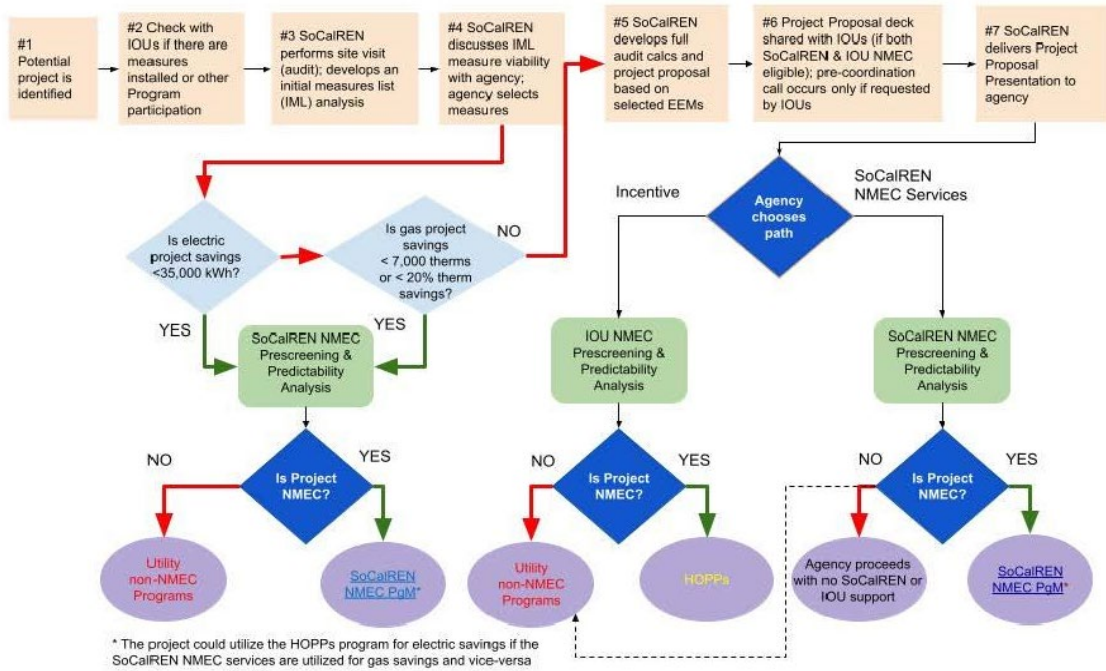 #1
Potential
project is
identified
#2 Check with
IOUs if there are
measures
installed or other
Program
participation
#3 SoCalREN
performs site visit
(audit); develops an
initial measures list
(IML) analysis
#4 SoCalREN
discusses IML
measure viability
with agency;
agency selects
measures
#5 SoCalREN
develops full
audit calcs and
project proposal
based on
selected EEMs
#6 Project Proposal deck
shared with IOUs (if both
SoCalREN & IOU NMEC
eligible); pre-coordination
call occurs only if requested
by IOUs
#7 SoCalREN
delivers Project
Proposal
Presentation to
agency
Is electric
project savings
<35,000 kWh?
Is gas project
savings
< 7,000 therms
or < 20% therm
savings?
NO
YES
YES
Incentive
Agency
chooses
path
SoCalREN
NMEC Services
SoCalREN NMEC
Prescreening &
Predictability
Analysis
IOU NMEC
Prescreening &
Predictability
Analysis
SoCalREN NMEC
Prescreening &
Predictability
Analysis
NO
Is Project
NMEC?
YES
NO
Is Project
NMEC?
YES
NO
Is Project
NMEC?
YES
Utility
non-NMEC
Programs
SoCalREN
NMEC PgM*
Utility
non-NMEC
Programs
HOPPs
Agency proceeds
with no SoCalREN or
IOU support
SoCalREN
NMEC PgM*
* The project could utilize the HOPPs program for electric savings if the
SoCalREN NMEC services are utilized for gas savings and vice-versa